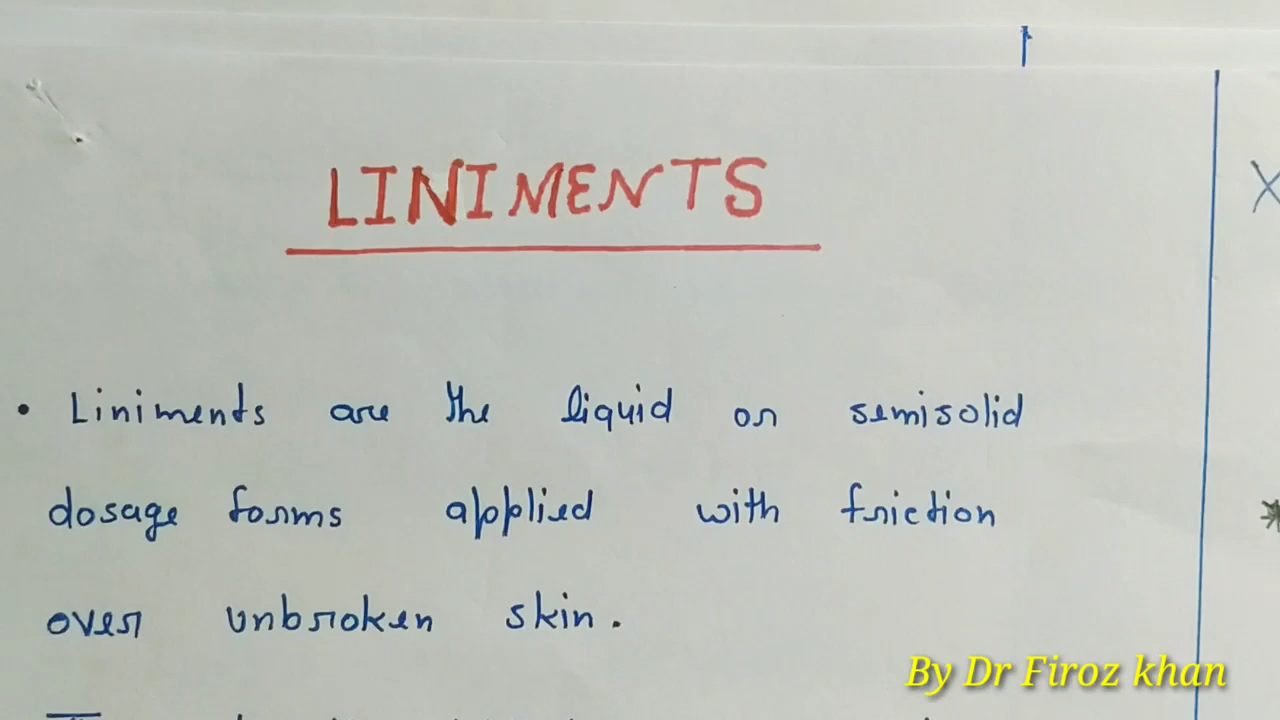 LINIMENTS
• Liniments are the liquid or semisolid
dosage forms applied with friction
over unbroken skin.
By Dr Firoz khan